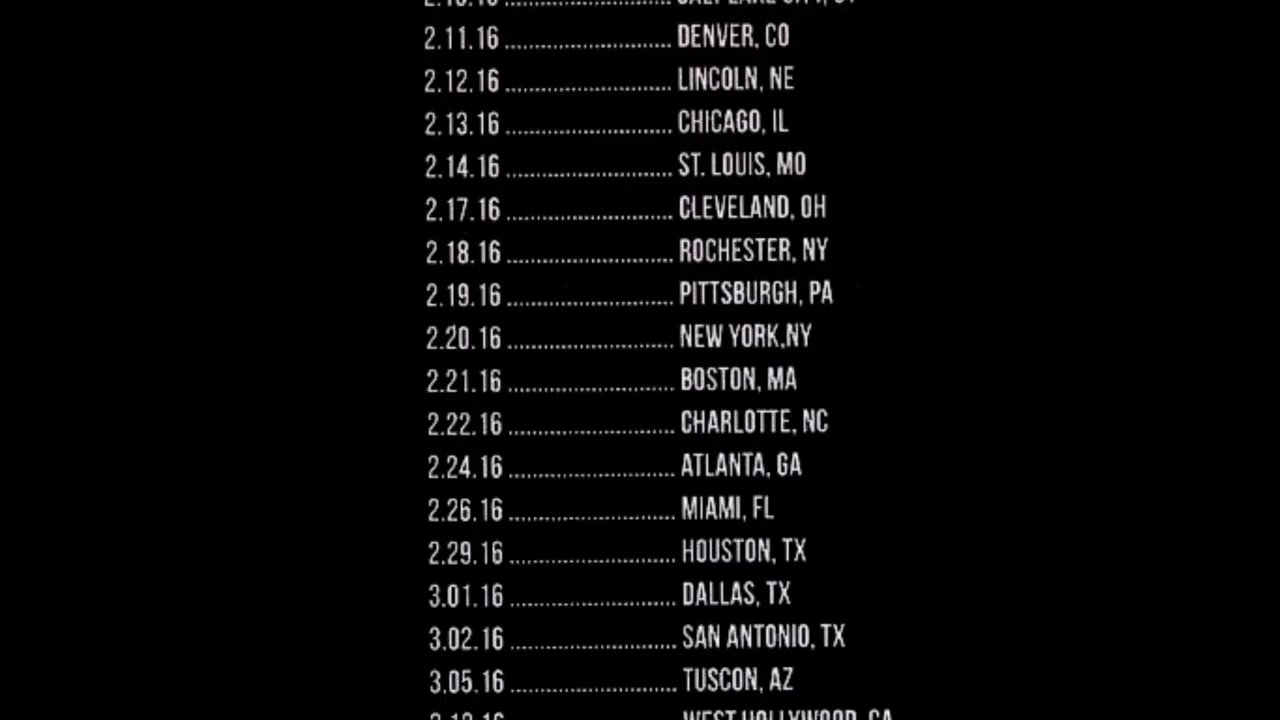 2.11.16 ............................ DENVER, CO
2.12.16 ............................ LINCOLN, NE
2.13.16 ............................ CHICAGO, IL
2.14.16 ............................ ST. LOUIS, MO
2.17.16 ............................ CLEVELAND, OH
2.18.16 ............................ ROCHESTER, NY
2.19.16 ............................ PITTSBURGH, PA
2.20.16 ............................ NEW YORK,NY
2.21.16 ............................ BOSTON, MA
2.22.16 ............................ CHARLOTTE, NC
2.24.16 ............................ ATLANTA, GA
2.26.16 ............................ MIAMI, FL
2.29.16 ............................ HOUSTON, TX
3.01.16 ............................ DALLAS, TX
3.02.16 ............................ SAN ANTONIO, TX
3.05.16 ............................ TUSCON, AZ
WEST HOLLYWOOD, CA